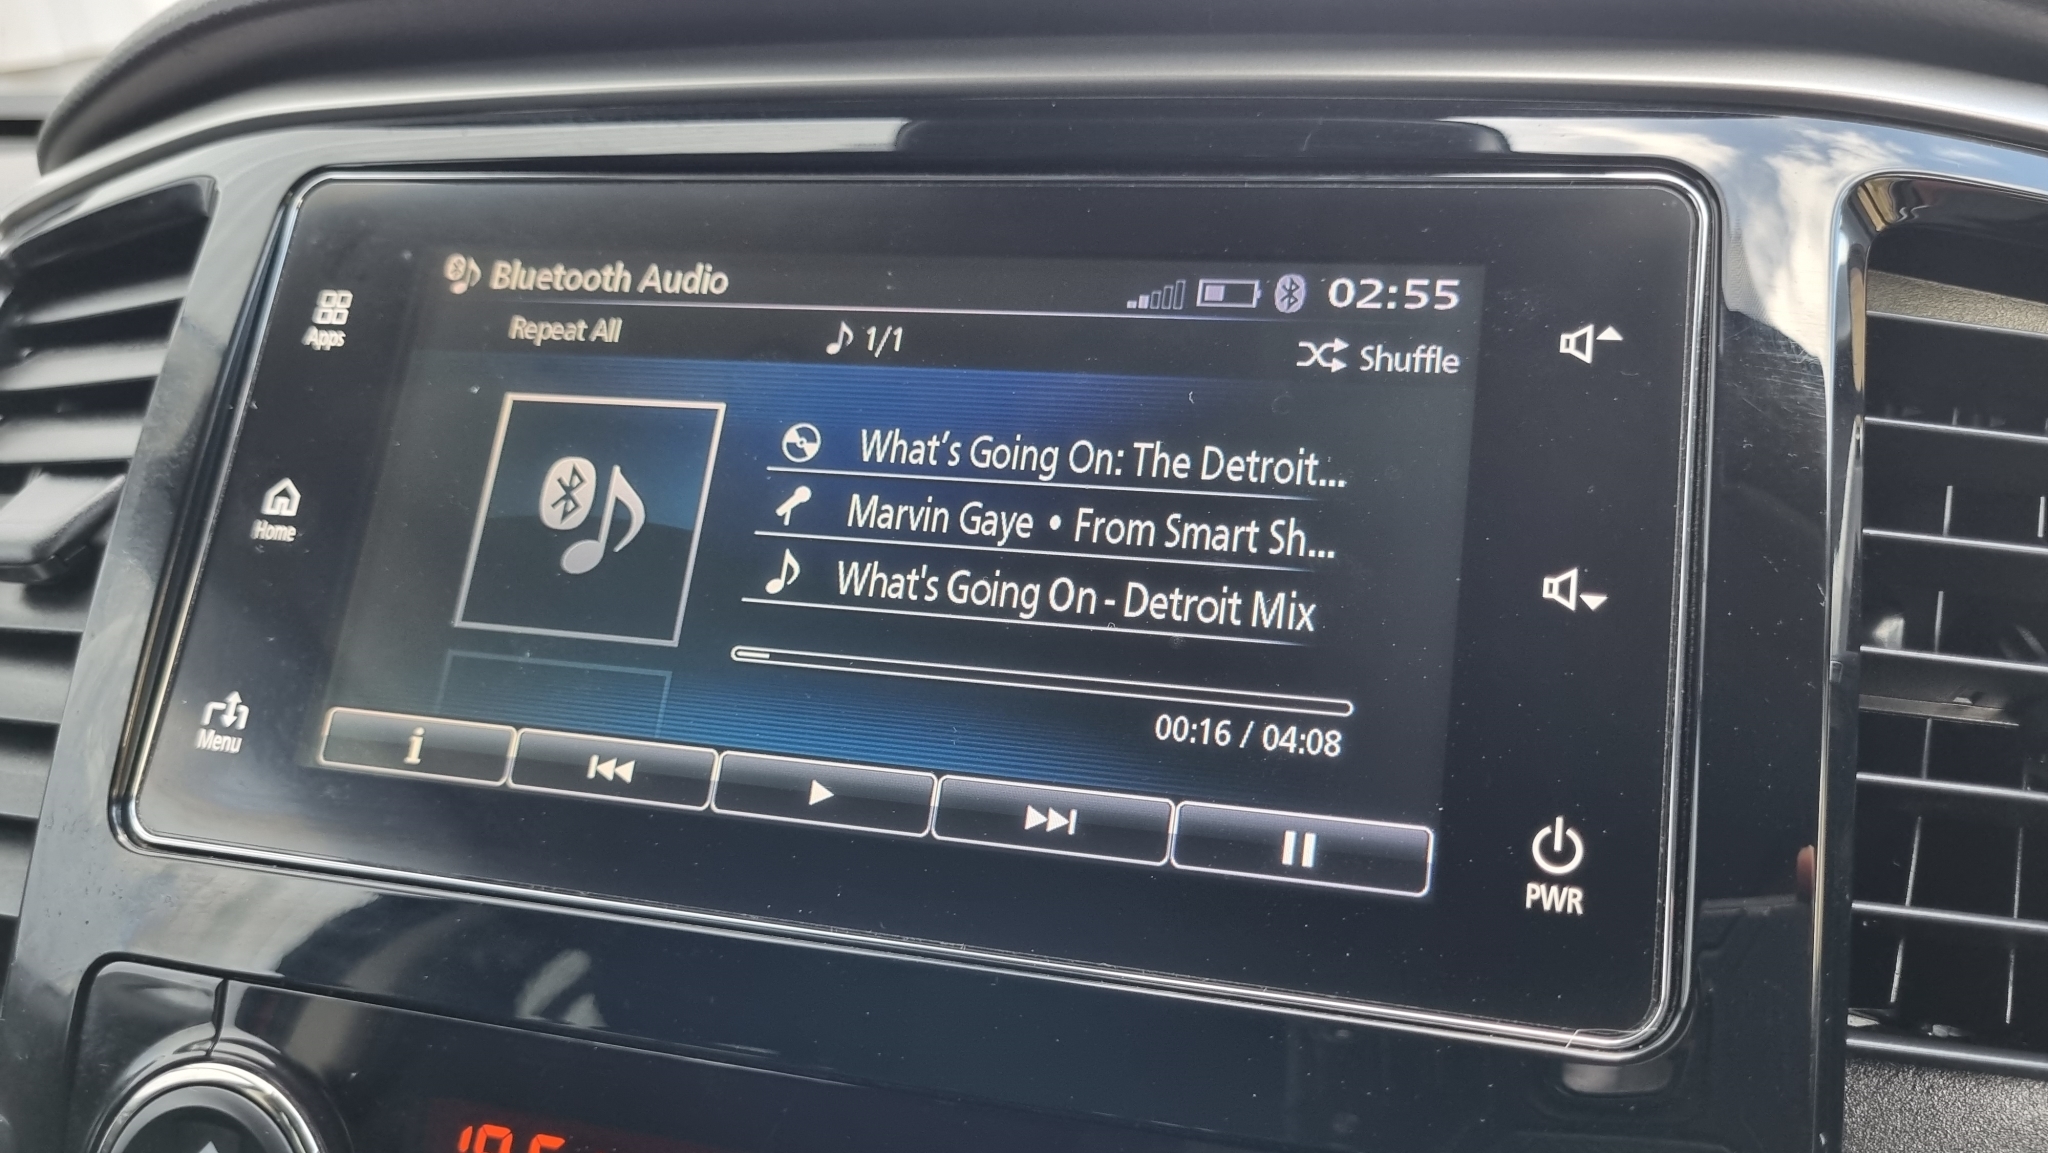 Bluetooth Audio
02:55
Repeat All
1/1
Shuffle
Apps
What's Going On: The Detroit...
Home
Marvin Gaye • From Smart Sh...
What's Going On - Detroit Mix
00:16 / 04:08
Menu
i
PWR